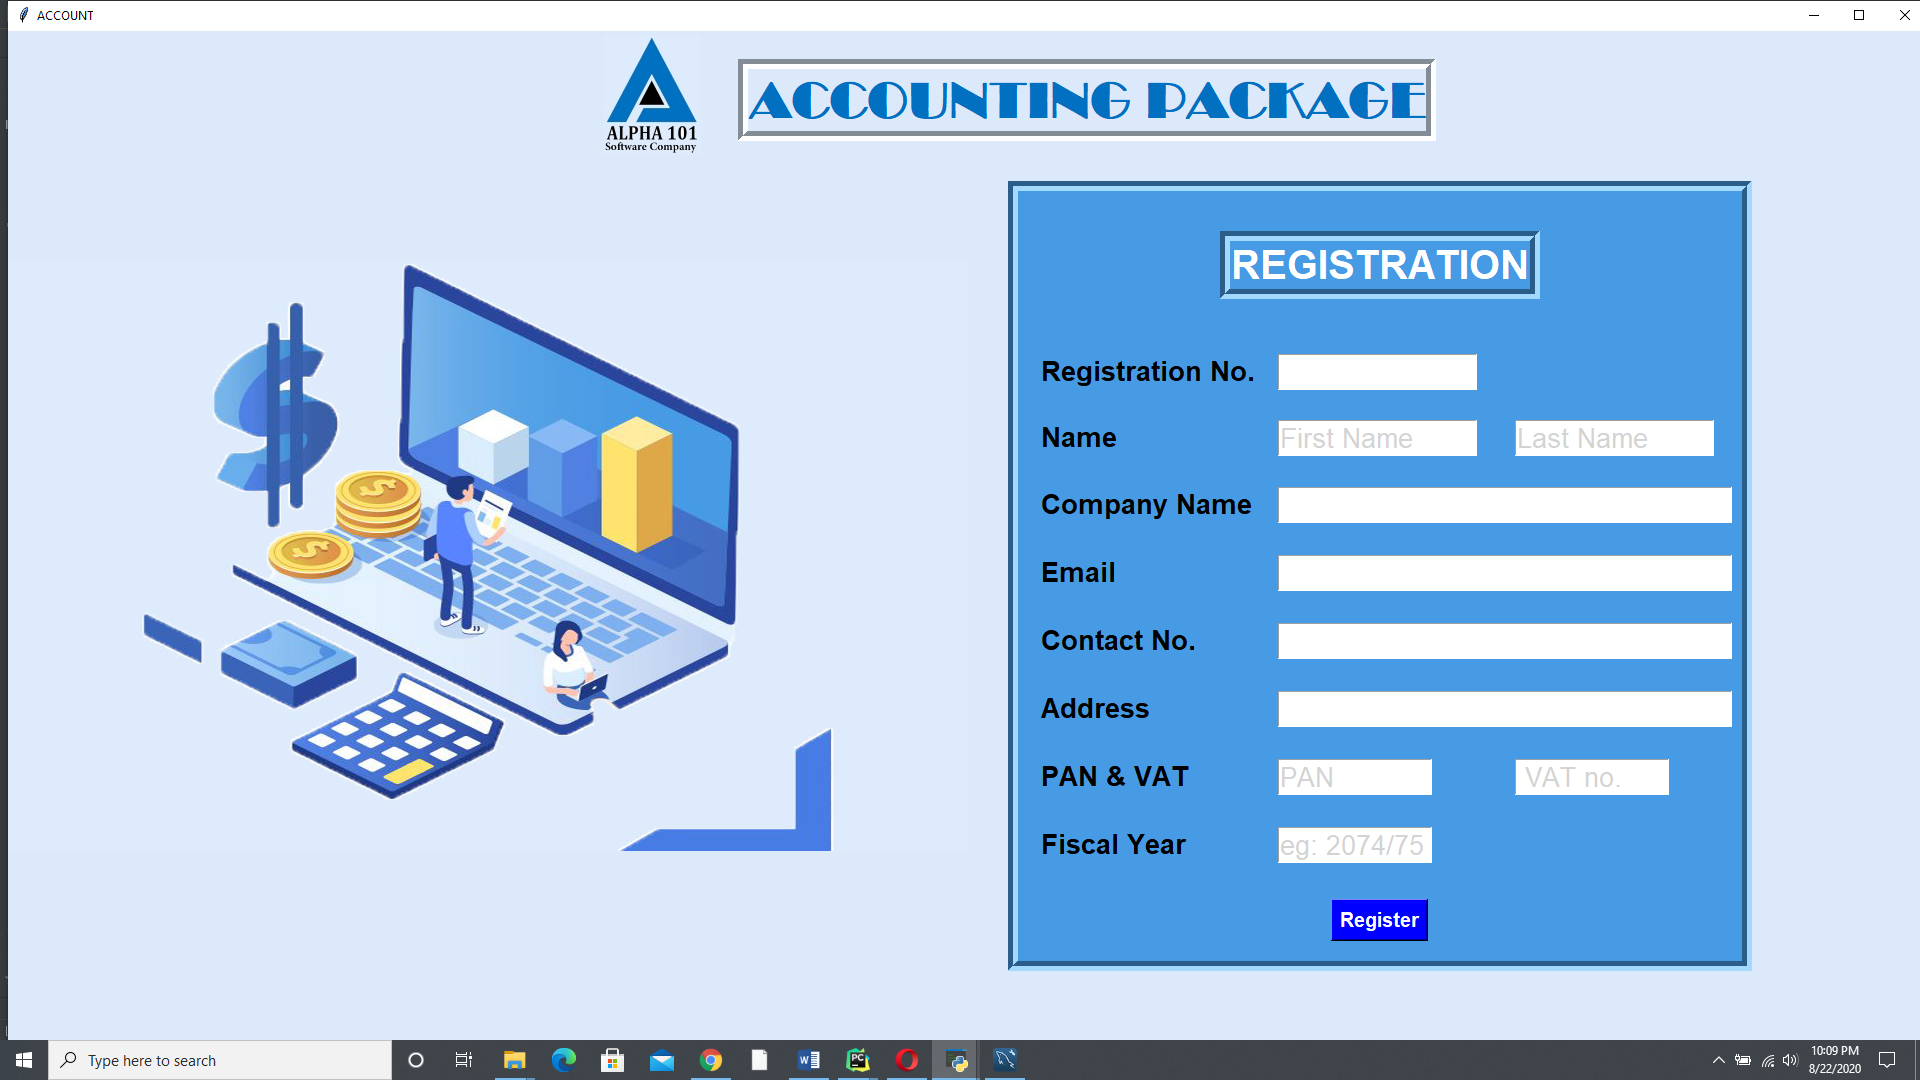 ACCOUNT
ALPHA 101
Software Company
ACCOUNTING PACKAGE
REGISTRATION
Registration No.
Name First Name Last Name
Company Name
Email
Contact No.
Address
PAN & VAT PAN VAT no.
Fiscal Year eg: 2074/75
Register
Type here to search
10:09 PM
8/22/2020